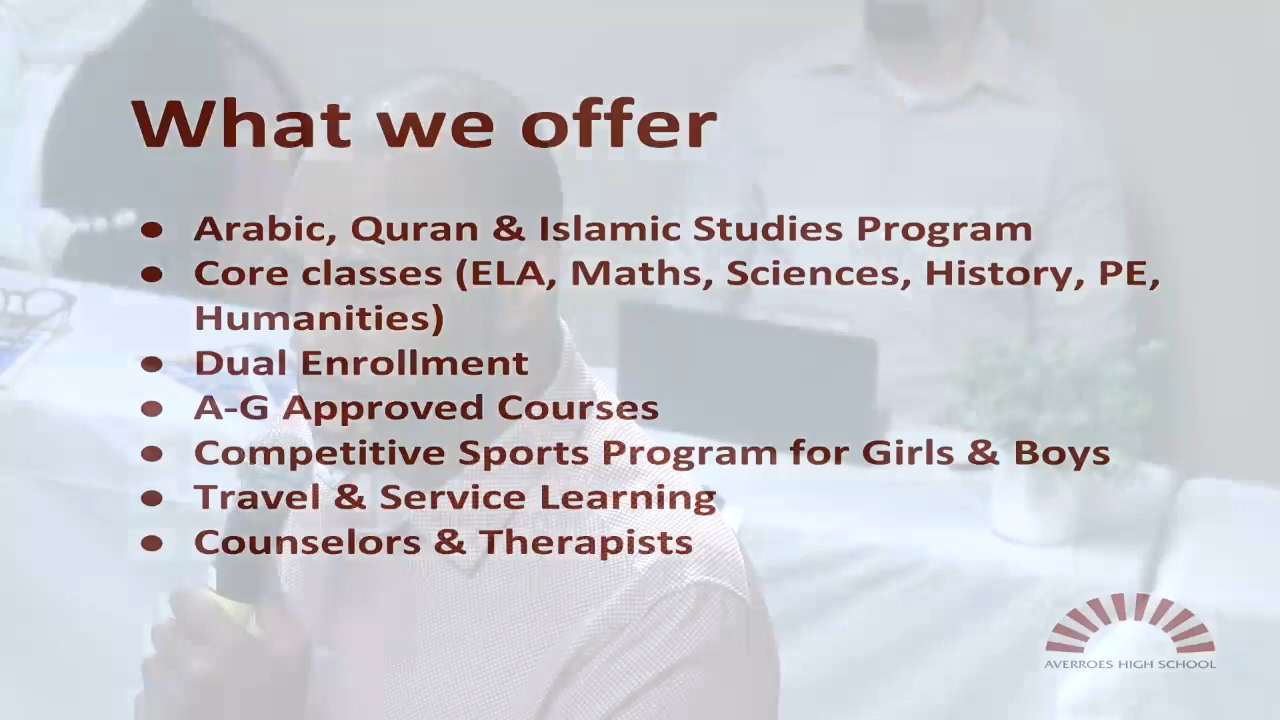 What we offer
● Arabic, Quran & Islamic Studies Program
● Core classes (ELA, Maths, Sciences, History, PE,
Humanities)
● Dual Enrollment
● A-G Approved Courses
● Competitive Sports Program for Girls & Boys
● Travel & Service Learning
● Counselors & Therapists
AVERROES HIGH SCHOOL